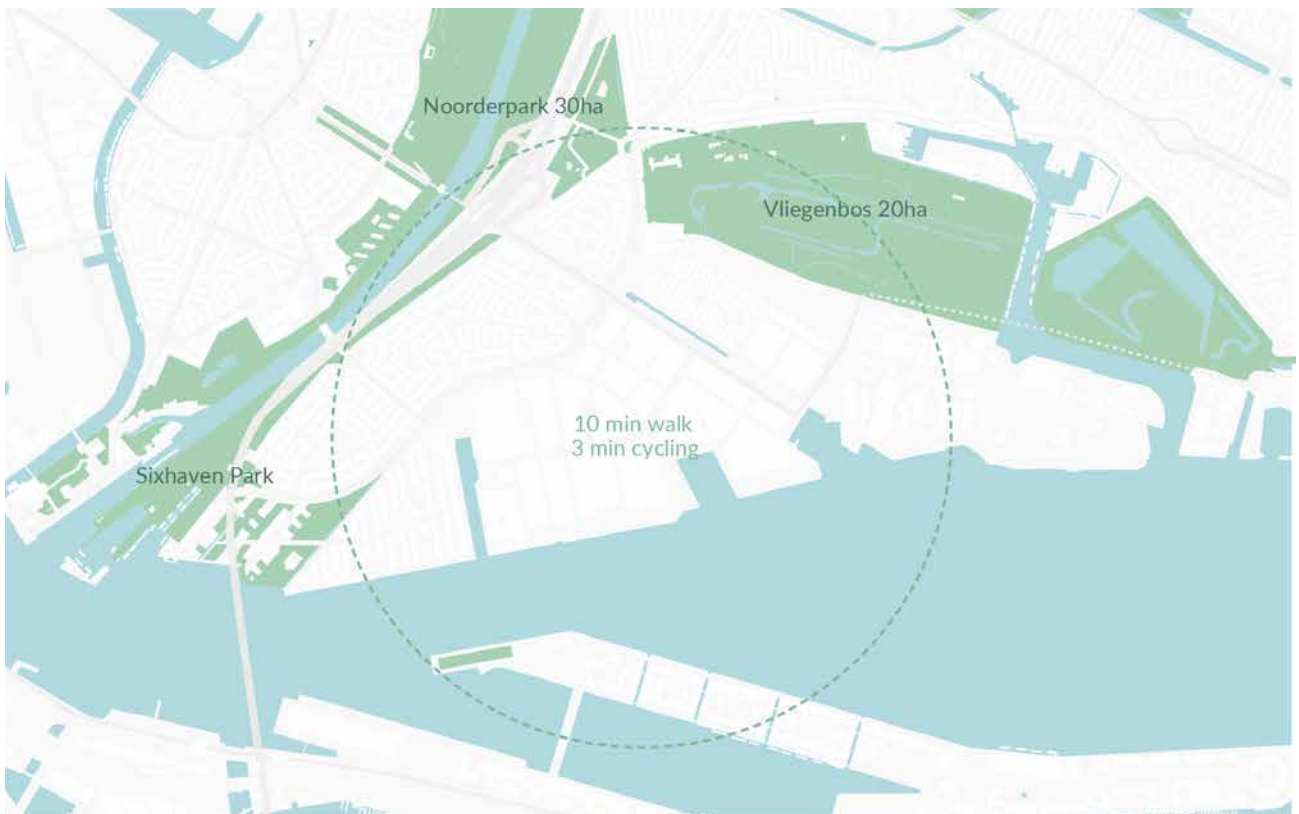 Noorderpark 30ha
Vliegenbos 20ha
10 min walk
3 min cycling
Sixhaven Park